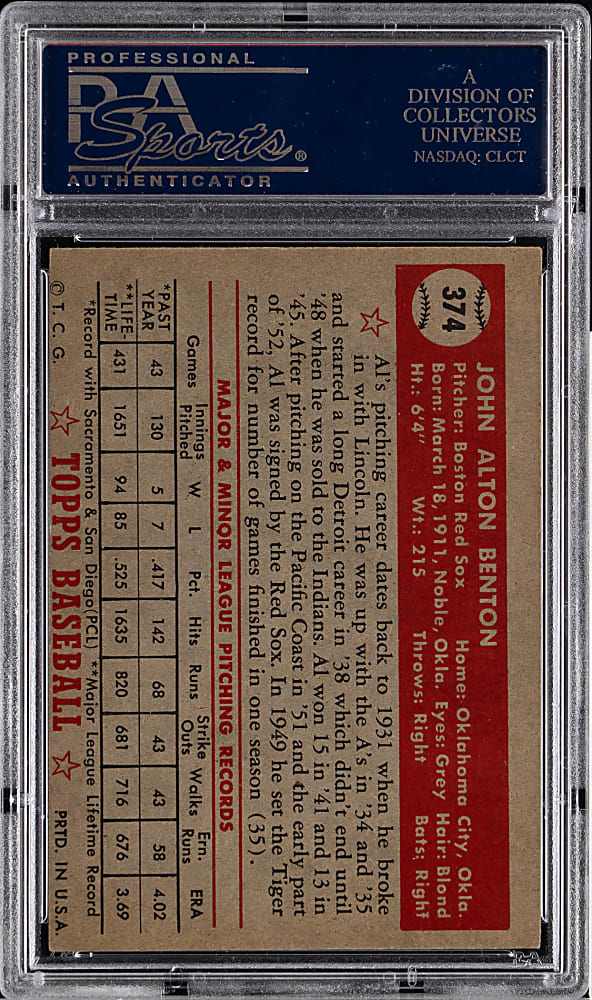 PROFESSIONAL
PSA
Sports®
AUTHENTICATOR
A
DIVISION OF
COLLECTORS
UNIVERSE
NASDAQ: CLCT
374
JOHN ALTON BENTON
Pitcher: Boston Red Sox Home: Oklahoma City, Okla.
Born: March 18, 1911, Noble, Okla. Eyes: Grey Hair: Blond
Ht.: 6'4" Wt.: 215 Throws: Right Bats: Right
Al's pitching career dates back to 1931 when he broke
in with Lincoln. He was up with the A's in '34 and '35
and started a long Detroit career in '38 which didn't end until
'48 when he was sold to the Indians. Al won 15 in '41 and 13 in
'45. After pitching on the Pacific Coast in '51 and the early part
of '52, Al was signed by the Red Sox. In 1949 he set the Tiger
record for number of games finished in one season (35).
MAJOR & MINOR LEAGUE PITCHING RECORDS
Games Innings Pitched W L Pct. Hits Runs Strike Outs Walks Ern. Runs ERA
*PAST YEAR 43 130 5 7 .417 142 68 43 43 58 4.02
**LIFE-TIME 431 1651 94 85 .525 1635 820 681 716 676 3.69
*Record with Sacramento & San Diego(PCL) **Major League Lifetime Record
© T. C. G. TOPPS BASEBALL PRTD. IN U.S.A.